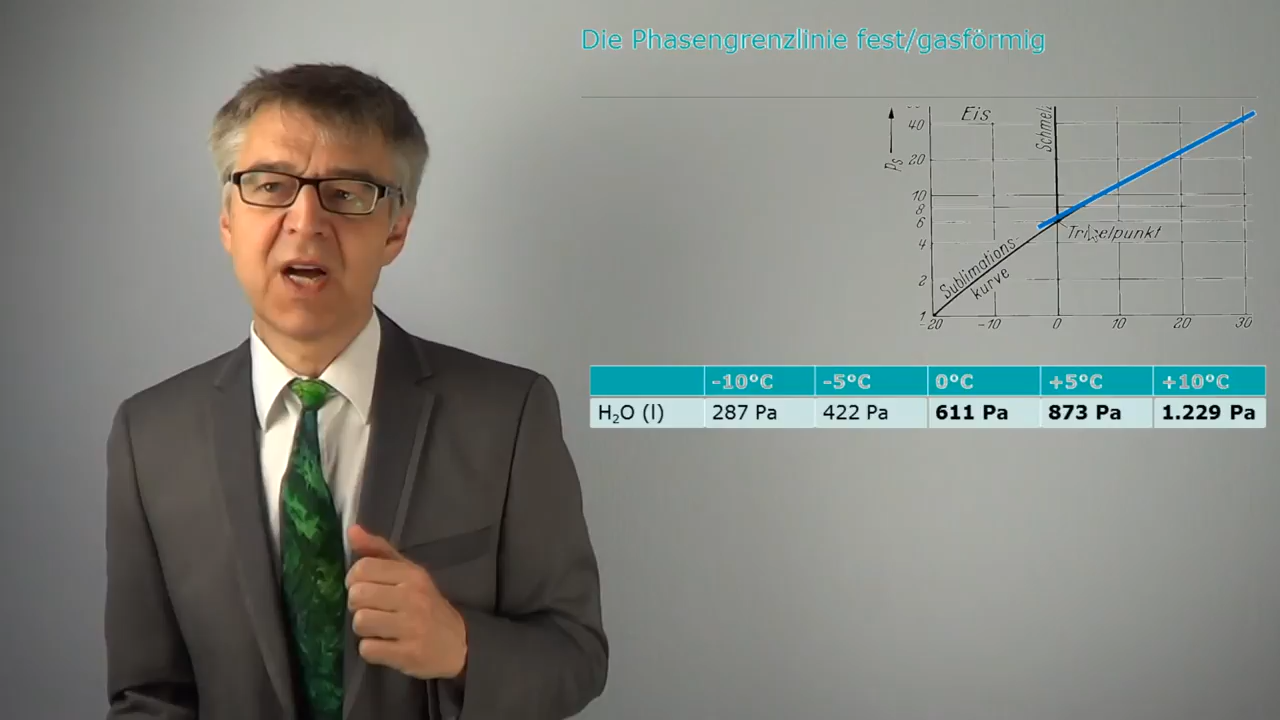 Die Phasengrenzlinie fest/gasförmig
Eis
Schmelz
40
p_s 20
10
8
6
Tripelpunkt
4
Sublimations
kurve
2
1
-20 -10 0 10 20 30
-10°C -5°C 0°C +5°C +10°C
H₂O (l) 287 Pa 422 Pa 611 Pa 873 Pa 1.229 Pa